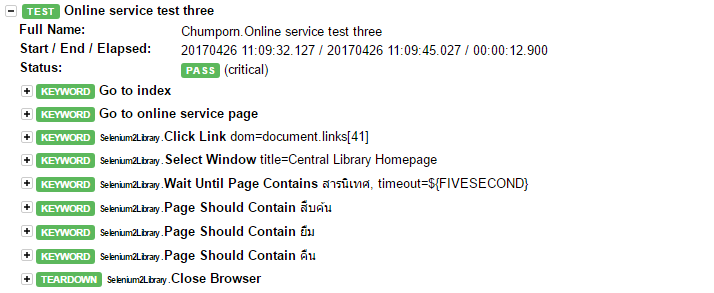 TEST Online service test three
Full Name: Chumporn.Online service test three
Start / End / Elapsed: 20170426 11:09:32.127 / 20170426 11:09:45.027 / 00:00:12.900
Status: PASS (critical)
KEYWORD Go to index
KEYWORD Go to online service page
KEYWORD Selenium2Library.Click Link dom=document.links[41]
KEYWORD Selenium2Library.Select Window title=Central Library Homepage
KEYWORD Selenium2Library.Wait Until Page Contains สารนิเทศ, timeout=${FIVESECOND}
KEYWORD Selenium2Library.Page Should Contain สืบค้น
KEYWORD Selenium2Library.Page Should Contain ยืม
KEYWORD Selenium2Library.Page Should Contain คืน
TEARDOWN Selenium2Library.Close Browser